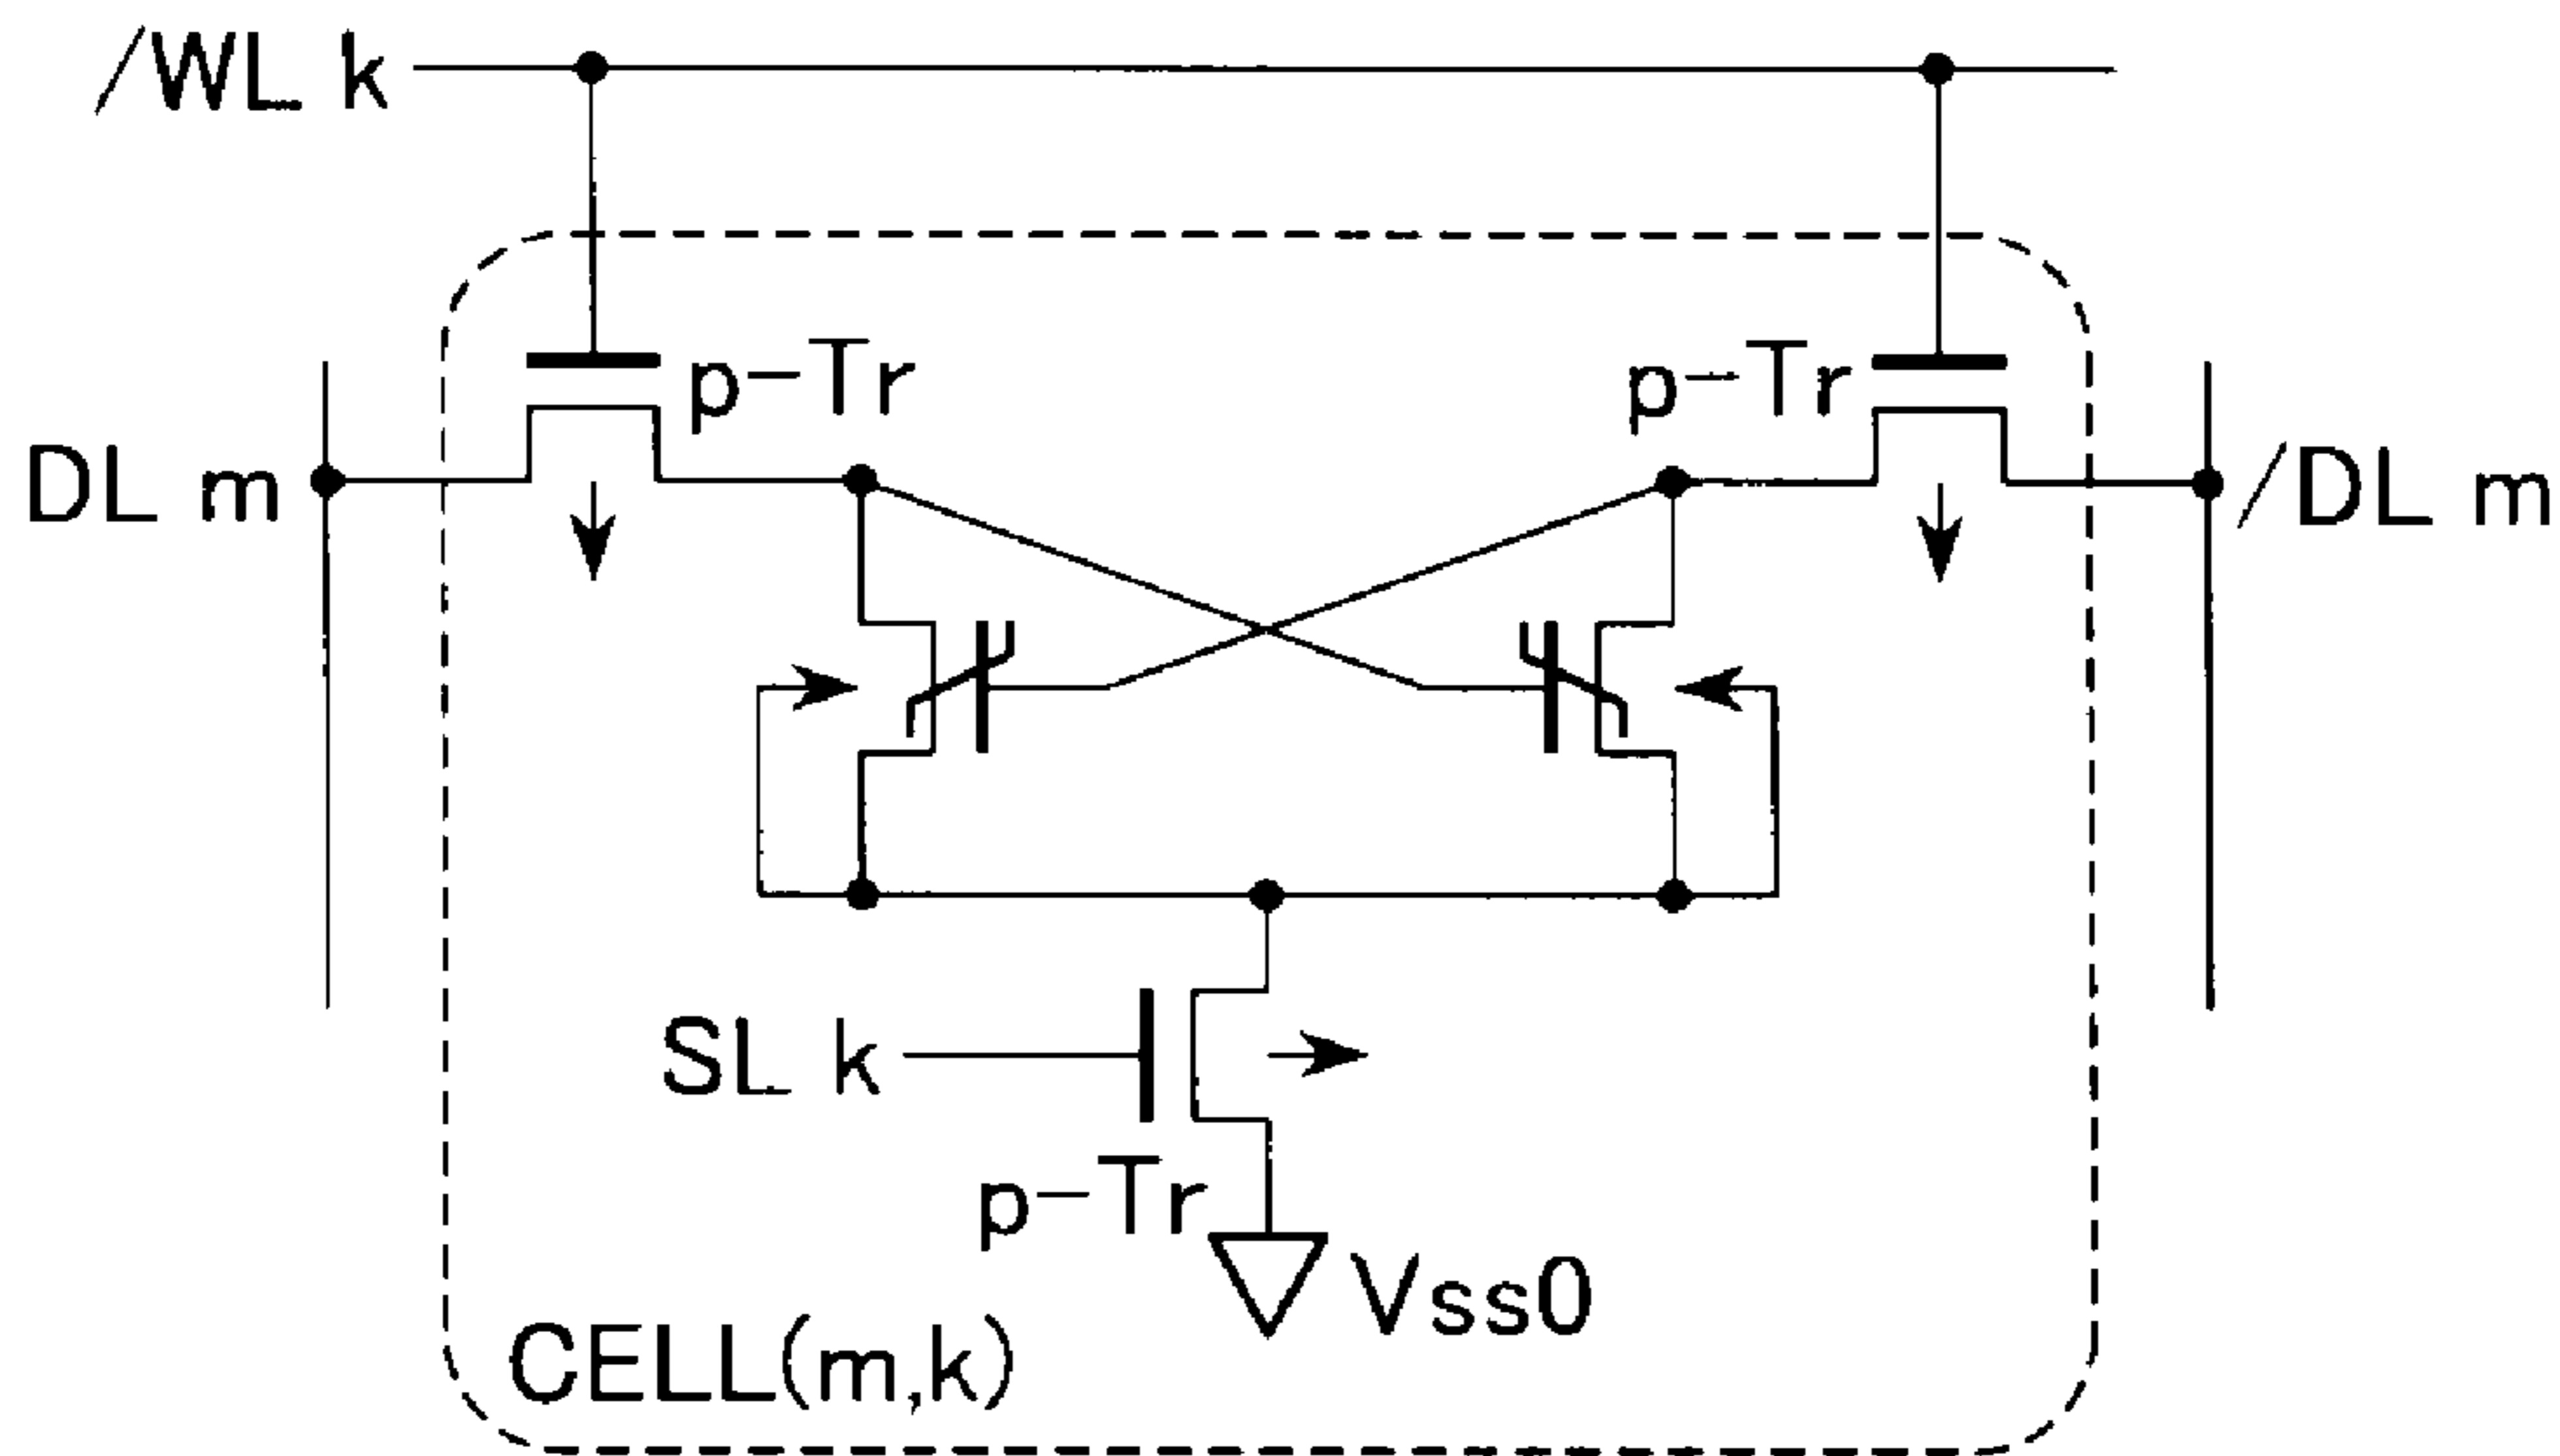 /WL k
p-Tr
p-Tr
DL m
/DL m
SL k
p-Tr
Vss0
CELL(m,k)